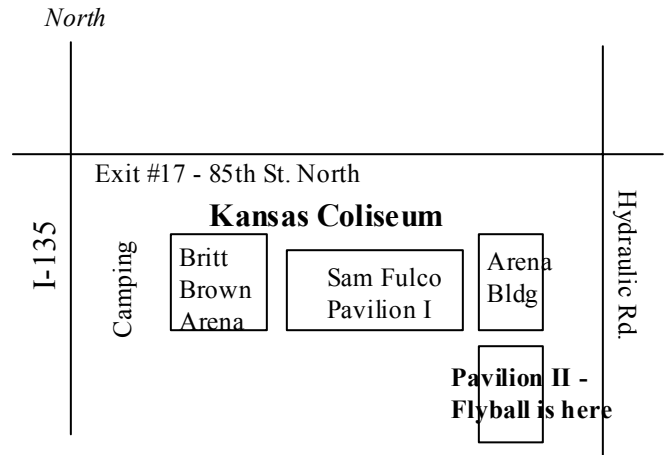 North
Exit #17 - 85th St. North
Kansas Coliseum
I-135
Camping
Britt
Brown
Arena
Sam Fulco
Pavilion I
Arena
Bldg
Hydraulic Rd.
Pavilion II -
Flyball is here